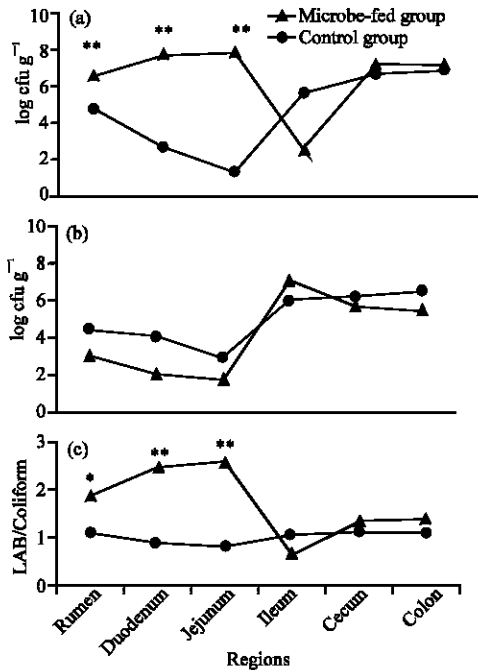 (a)
Microbe-fed group
Control group
**
**
**
10
8
6
4
2
0
log cfu g⁻¹
(b)
10
8
6
4
2
0
log cfu g⁻¹
(c)
*
**
**
3
2
1
0
LAB/Coliform
Rumen
Duodenum
Jejunum
Ileum
Cecum
Colon
Regions